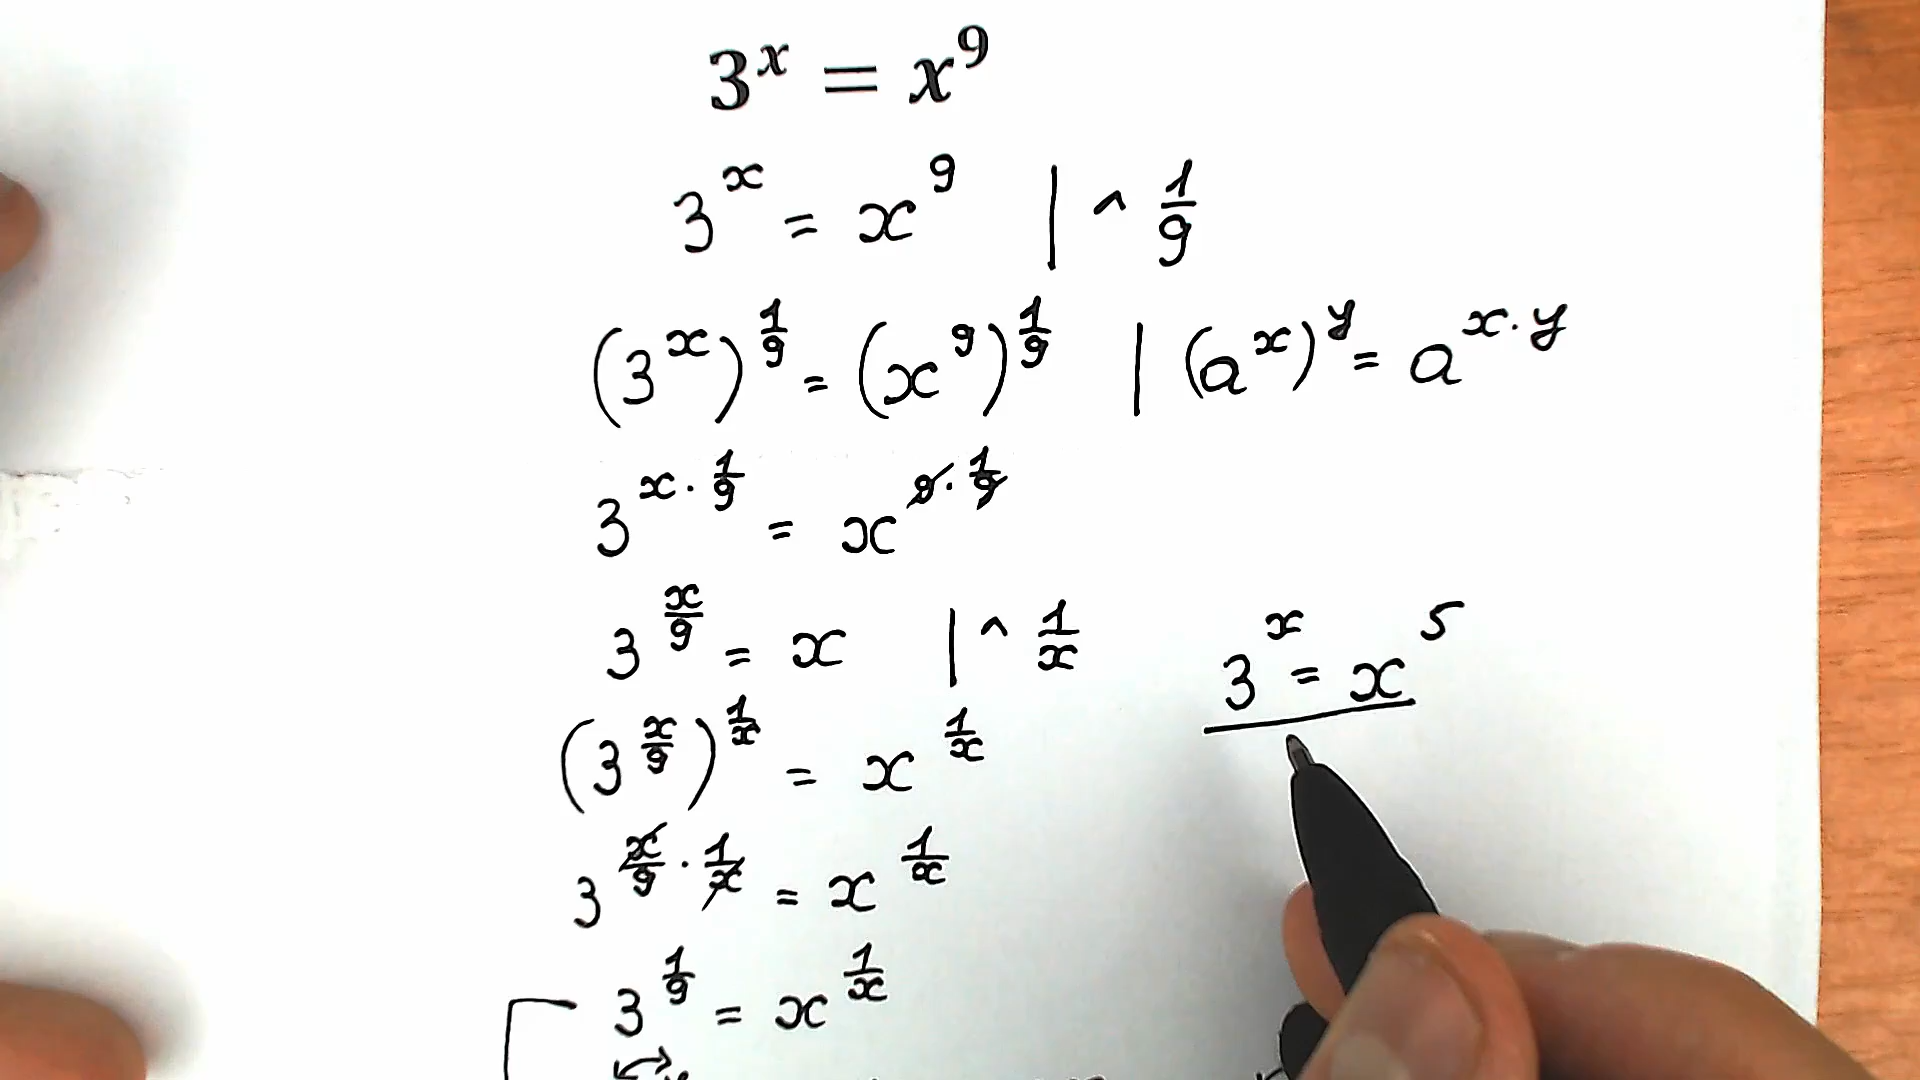 3^x = x^9
3^x = x^9 | ^ 1/9
(3^x)^(1/9) = (x^9)^(1/9) | (a^x)^y = a^(x·y)
3^(x·1/9) = x^(9·1/9)
3^(x/9) = x | ^ 1/x
3^x = x^5
(3^(x/9))^(1/x) = x^(1/x)
3^(x/9·1/x) = x^(1/x)
3^(1/9) = x^(1/x)